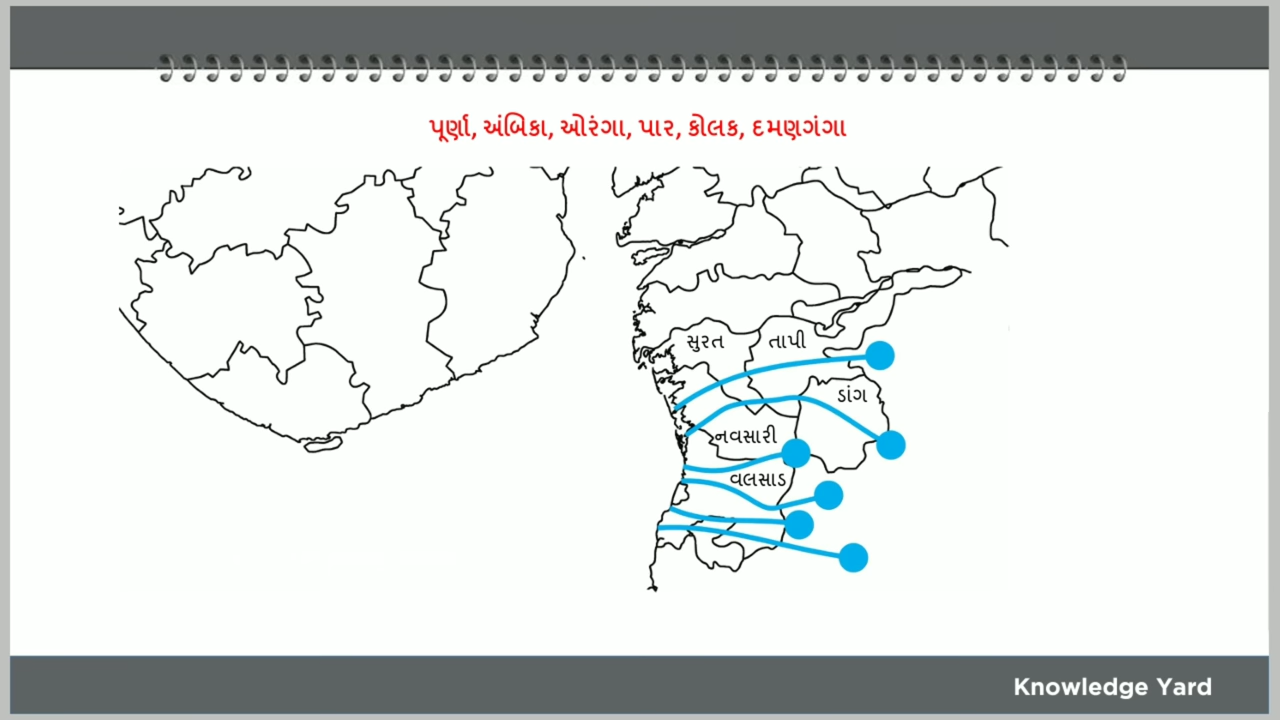 પૂર્ણા, અંબિકા, ઓરંગા, પાર, કોલક, દમણગંગા
સુરત
તાપી
ડાંગ
નવસારી
વલસાડ
Knowledge Yard